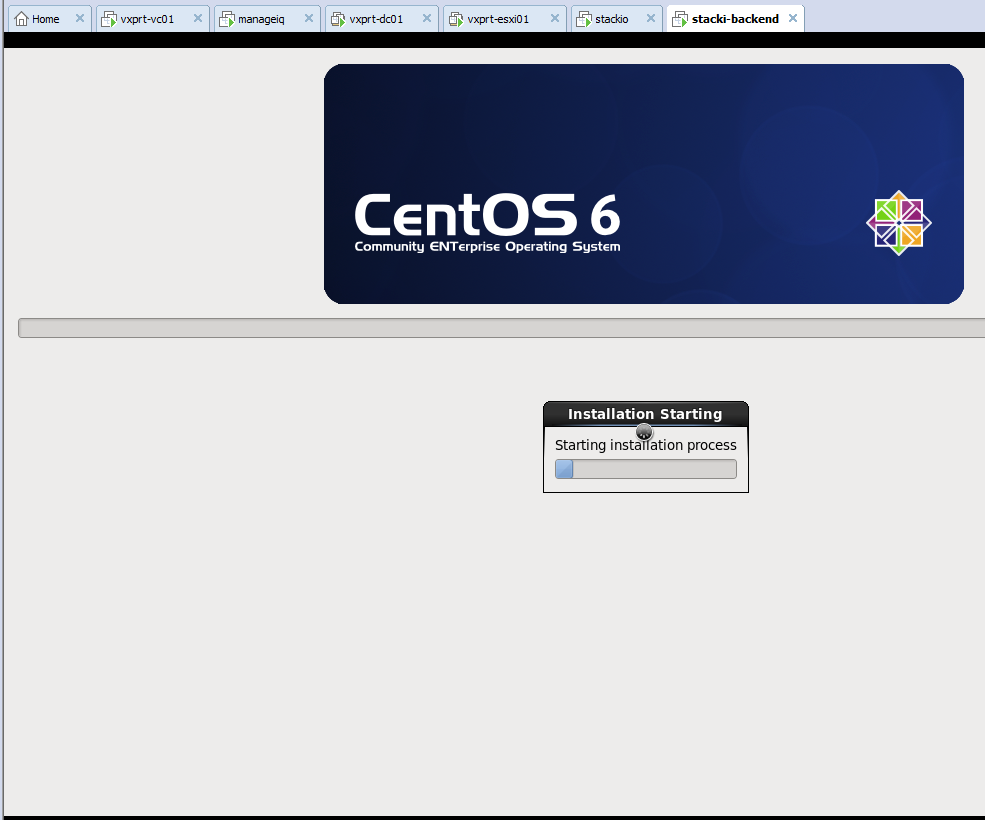 Home
vxprt-vc01
manageiq
vxprt-dc01
vxprt-esxi01
stackio
stacki-backend
CentOS 6
Community ENTerprise Operating System
Installation Starting
Starting installation process